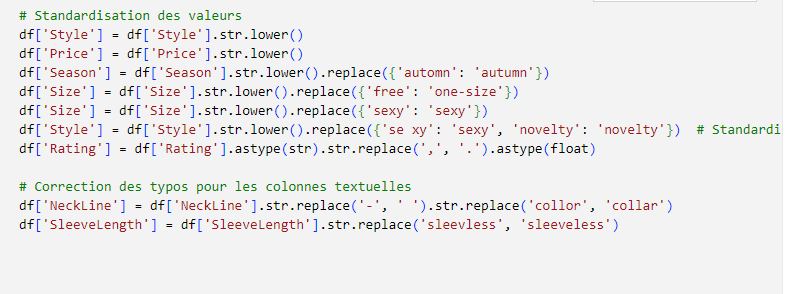 # Standardisation des valeurs
df['Style'] = df['Style'].str.lower()
df['Price'] = df['Price'].str.lower()
df['Season'] = df['Season'].str.lower().replace({'automn': 'autumn'})
df['Size'] = df['Size'].str.lower().replace({'free': 'one-size'})
df['Size'] = df['Size'].str.lower().replace({'sexy': 'sexy'})
df['Style'] = df['Style'].str.lower().replace({'se xy': 'sexy', 'novelty': 'novelty'})  # Standardi
df['Rating'] = df['Rating'].astype(str).str.replace(',', '.').astype(float)
# Correction des typos pour les colonnes textuelles
df['NeckLine'] = df['NeckLine'].str.replace('-', ' ').str.replace('collor', 'collar')
df['SleeveLength'] = df['SleeveLength'].str.replace('sleevless', 'sleeveless')